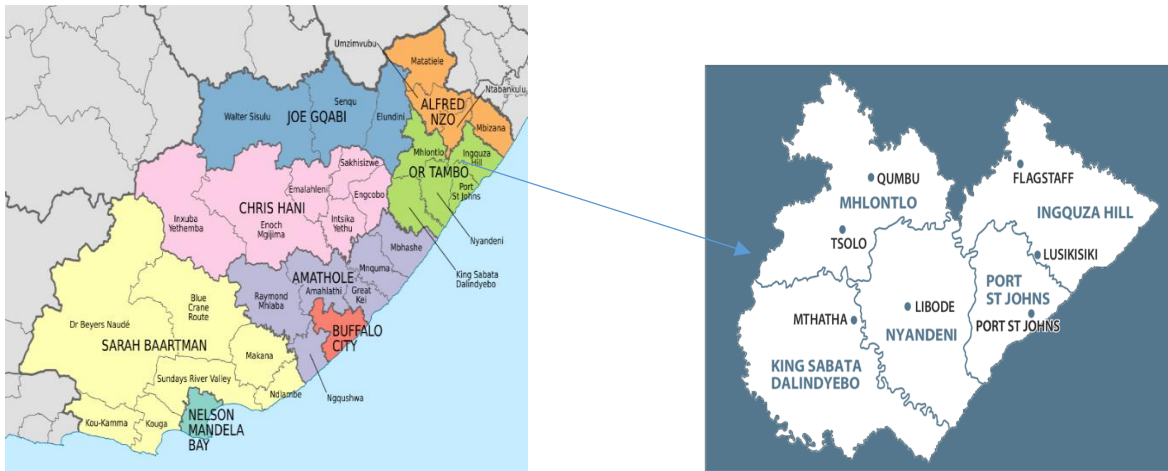 Umzimvubu
Matatiele
Ntabankulu
ALFRED
NZO
Mbizana
Walter Sisulu
Senqu
JOE GQABI
Elundini
Mhlontlo
Ingquza
Hill
OR TAMBO
Port
St Johns
Nyandeni
King Sabata
Dalindyebo
Sakhisizwe
Emalahleni
Engcobo
CHRIS HANI
Inxuba
Yethemba
Enoch
Mgijima
Intsika
Yethu
Mbhashe
Mnquma
AMATHOLE
Amahlathi
Great
Kei
Raymond
Mhlaba
BUFFALO
CITY
Ngqushwa
Blue
Crane
Route
Dr Beyers Naudé
SARAH BAARTMAN
Makana
Sundays River Valley
Ndlambe
Kou-Kamma
Kouga
NELSON
MANDELA
BAY
QUMBU
MHLONTLO
TSOLO
FLAGSTAFF
INGQUZA HILL
LUSIKISIKI
PORT
ST JOHNS
PORT ST JOHNS
LIBODE
NYANDENI
MTHATHA
KING SABATA
DALINDYEBO